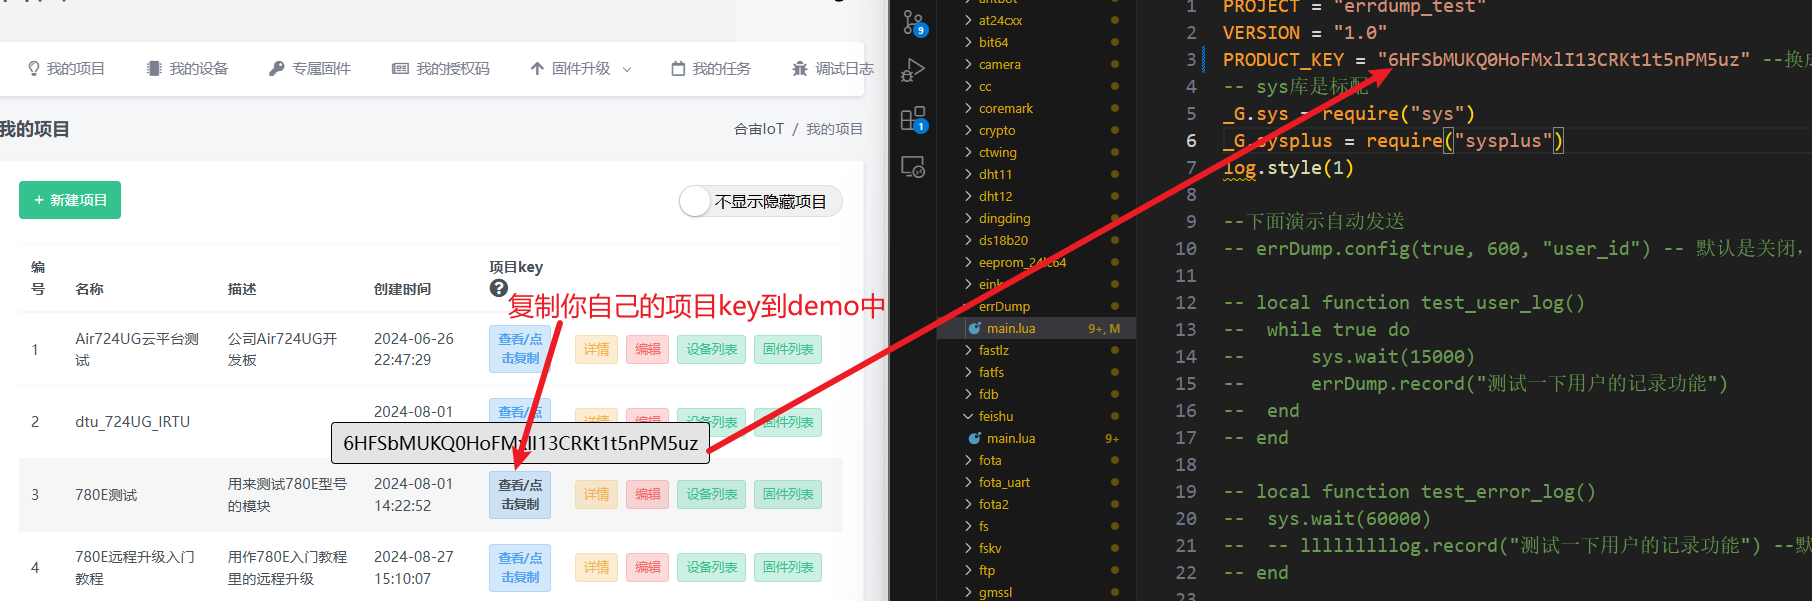 我的项目
我的设备
专属固件
我的授权码
固件升级
我的任务
调试日志
我的项目
合宙IoT / 我的项目
+ 新建项目
不显示隐藏项目
编号
名称
描述
创建时间
项目key
复制你自己的项目key到demo中
1
Air724UG云平台测
试
公司Air724UG开
发板
2024-06-26
22:47:29
查看/点
击复制
详情
编辑
设备列表
固件列表
2
dtu_724UG_IRTU
2024-08-01
查看/点
详情
编辑
设备列表
固件列表
6HFSbMUKQ0HoFMxlI13CRKt1t5nPM5uz
3
780E测试
用来测试780E型号
的模块
2024-08-01
14:22:52
查看/点
击复制
详情
编辑
设备列表
固件列表
4
780E远程升级入门
教程
用作780E入门教程
里的远程升级
2024-08-27
15:10:07
查看/点
击复制
详情
编辑
设备列表
固件列表
9
1
at24cxx
bit64
camera
cc
coremark
crypto
ctwing
dht11
dht12
dingding
ds18b20
eeprom_24lc64
eink
errDump
main.lua 9+, M
fastlz
fatfs
fdb
feishu
main.lua 9+
fota
fota_uart
fota2
fs
fskv
ftp
gmssl
1 PROJECT = "errdump_test"
2 VERSION = "1.0"
3 PRODUCT_KEY = "6HFSbMUKQ0HoFMxlI13CRKt1t5nPM5uz" --换
4 -- sys库是标配
5 _G.sys = require("sys")
6 _G.sysplus = require("sysplus")
7 log.style(1)
8
9 --下面演示自动发送
10 -- errDump.config(true, 600, "user_id") -- 默认是关闭，
11
12 -- local function test_user_log()
13 -- while true do
14 -- sys.wait(15000)
15 -- errDump.record("测试一下用户的记录功能")
16 -- end
17 -- end
18
19 -- local function test_error_log()
20 -- sys.wait(60000)
21 -- -- lllllllllog.record("测试一下用户的记录功能") --默
22 -- end
23